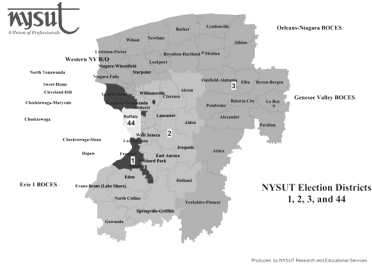 nysut
A Union of Professionals
Orleans-Niagara BOCES
Barker
Lyndonville
Wilson
Newfane
Albion
Lewiston-Porter
Royalton-Hartland
Medina
Lockport
Western NY R/O
Niagara-Wheatfield
Starpoint
North Tonawanda
Niagara Falls
Oakfield-Alabama
Elba
Byron-Bergen
Sweet Home
Akron
3
Cleveland Hill
Williamsville
Clarence
Genesee Valley BOCES
Cheektowaga-Maryvale
Pembroke
Batavia City
Le Roy
Amherst
Buffalo
Lancaster
Alexander
Cheektowaga
44
Alden
Pavilion
2
West Seneca
Cheektowaga-Sloan
Iroquois
Depew
Attica
East Aurora
1
Orchard Park
Eden
Holland
Erie 1 BOCES
Evans-Brant (Lake Shore)
NYSUT Election Districts
1, 2, 3, and 44
North Collins
Yorkshire-Pioneer
Springville-Griffith
Gowanda
Produced by NYSUT Research and Educational Services